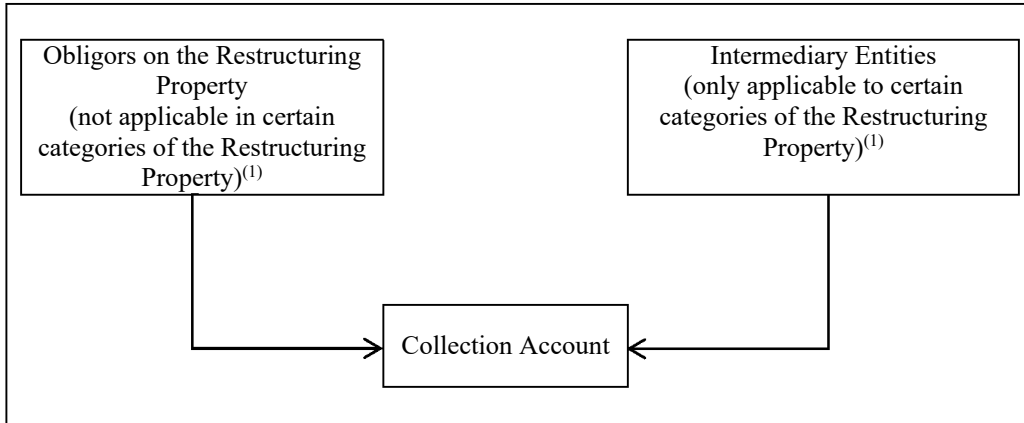 Obligors on the Restructuring
Property
(not applicable in certain
categories of the Restructuring
Property)(1)
Intermediary Entities
(only applicable to certain
categories of the Restructuring
Property)(1)
Collection Account